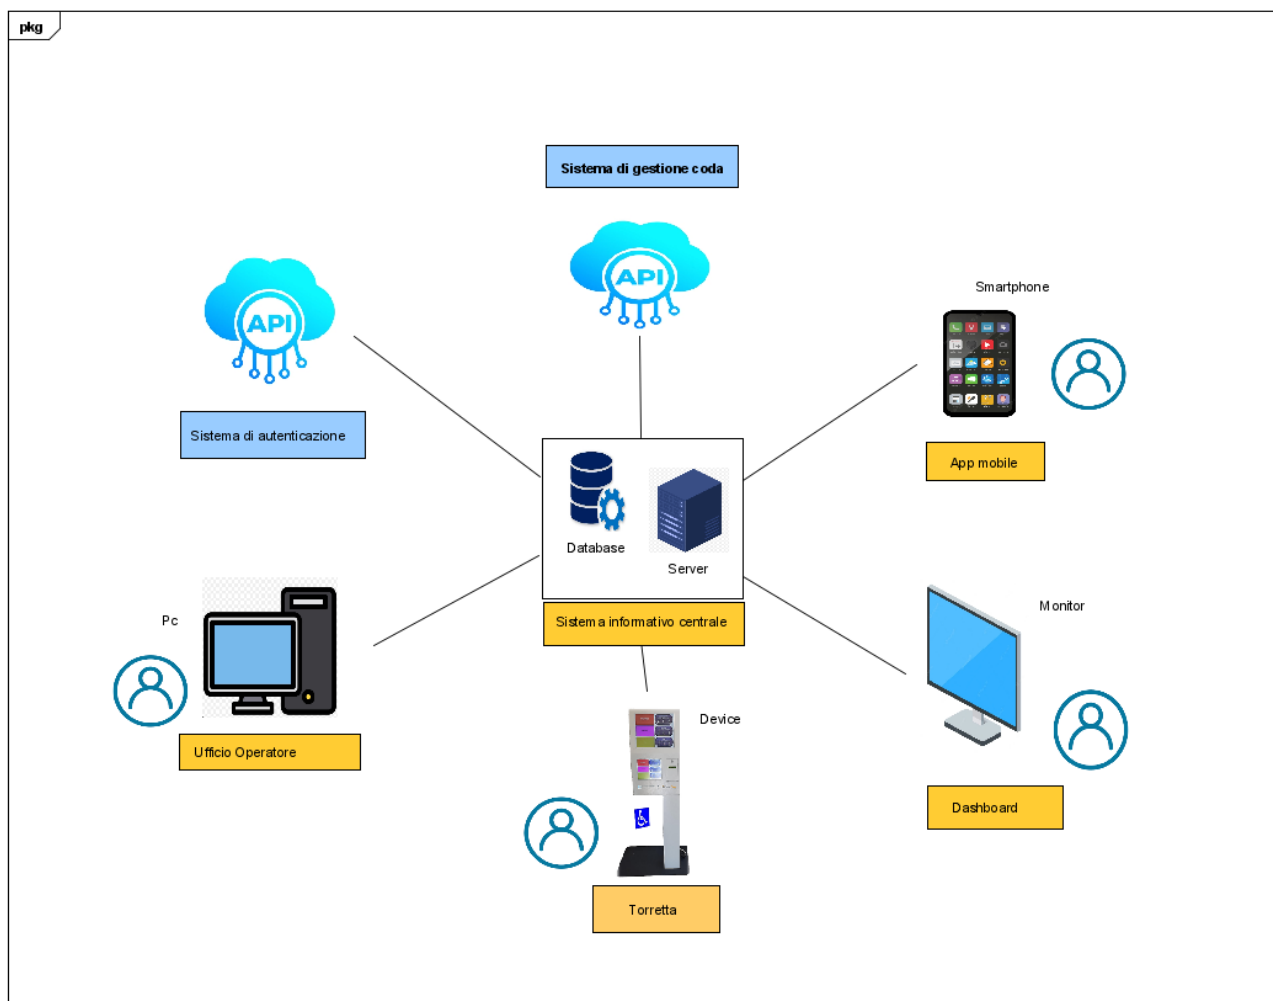 pkg
Sistema di gestione coda
API
API
Smartphone
Sistema di autenticazione
App mobile
Database
Server
Pc
Monitor
Sistema informativo centrale
Device
Ufficio Operatore
Dashboard
Torretta